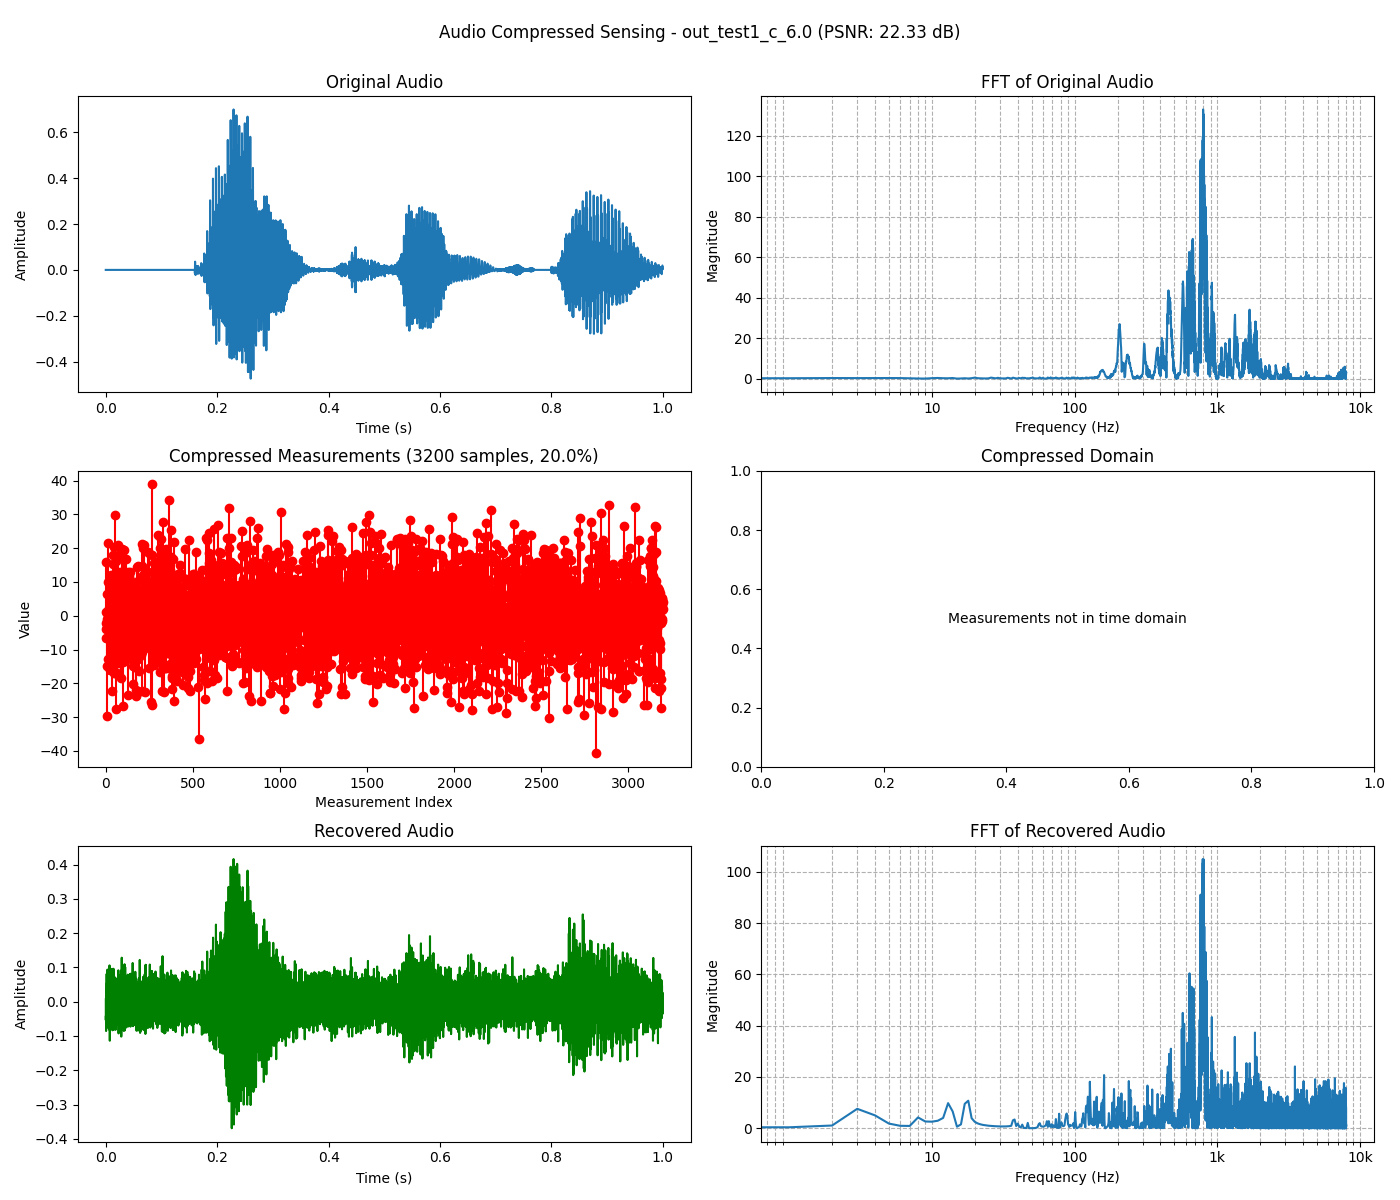 Audio Compressed Sensing - out_test1_c_6.0 (PSNR: 22.33 dB)
Original Audio
0.6
0.4
0.2
0.0
−0.2
−0.4
Amplitude
0.0 0.2 0.4 0.6 0.8 1.0
Time (s)
FFT of Original Audio
120
100
80
60
40
20
0
Magnitude
10 100 1k 10k
Frequency (Hz)
Compressed Measurements (3200 samples, 20.0%)
40
30
20
10
0
−10
−20
−30
−40
Value
0 500 1000 1500 2000 2500 3000
Measurement Index
Compressed Domain
1.0
0.8
0.6
0.4
0.2
0.0
Measurements not in time domain
0.0 0.2 0.4 0.6 0.8 1.0
Recovered Audio
0.4
0.3
0.2
0.1
0.0
−0.1
−0.2
−0.3
−0.4
Amplitude
0.0 0.2 0.4 0.6 0.8 1.0
Time (s)
FFT of Recovered Audio
100
80
60
40
20
0
Magnitude
10 100 1k 10k
Frequency (Hz)